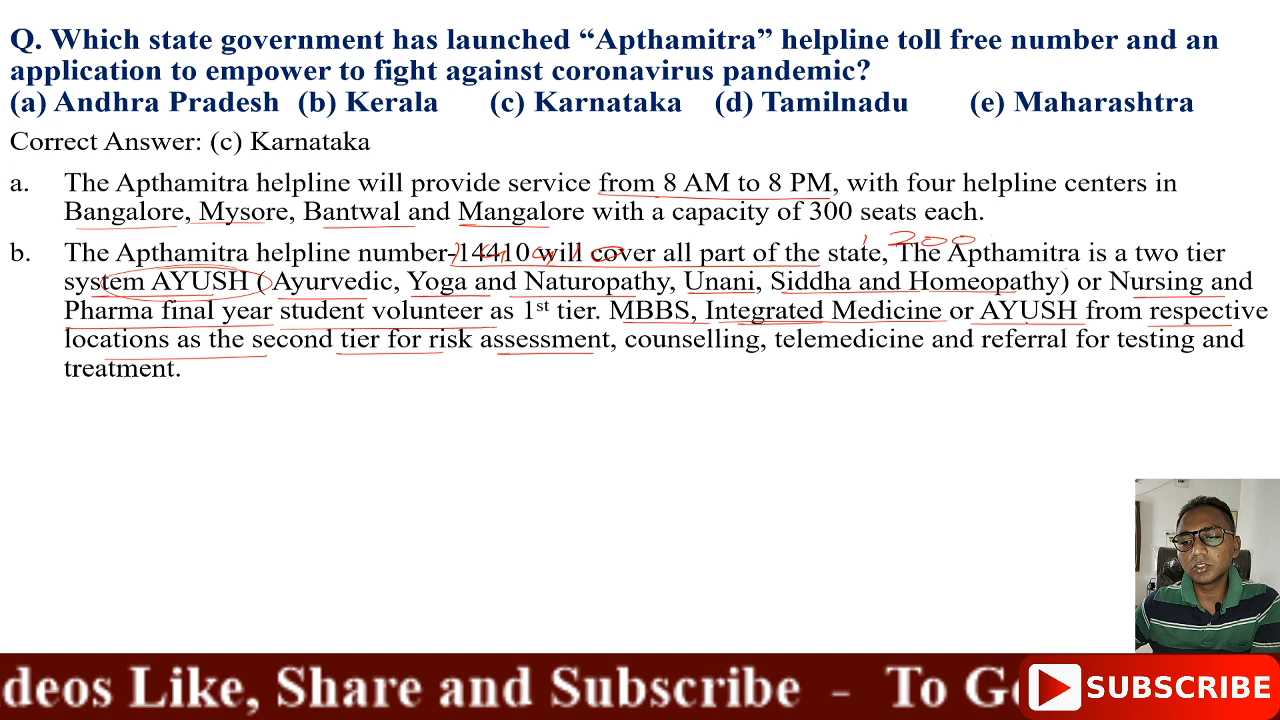 Q. Which state government has launched “Apthamitra” helpline toll free number and an
application to empower to fight against coronavirus pandemic?
(a) Andhra Pradesh (b) Kerala (c) Karnataka (d) Tamilnadu (e) Maharashtra
Correct Answer: (c) Karnataka
a. The Apthamitra helpline will provide service from 8 AM to 8 PM, with four helpline centers in
Bangalore, Mysore, Bantwal and Mangalore with a capacity of 300 seats each.
1200
b. The Apthamitra helpline number-14410 will cover all part of the state, The Apthamitra is a two tier
14410
system AYUSH (Ayurvedic, Yoga and Naturopathy, Unani, Siddha and Homeopathy) or Nursing and
Pharma final year student volunteer as 1st tier. MBBS, Integrated Medicine or AYUSH from respective
locations as the second tier for risk assessment, counselling, telemedicine and referral for testing and
treatment.
deos Like, Share and Subscribe - To G
SUBSCRIBE